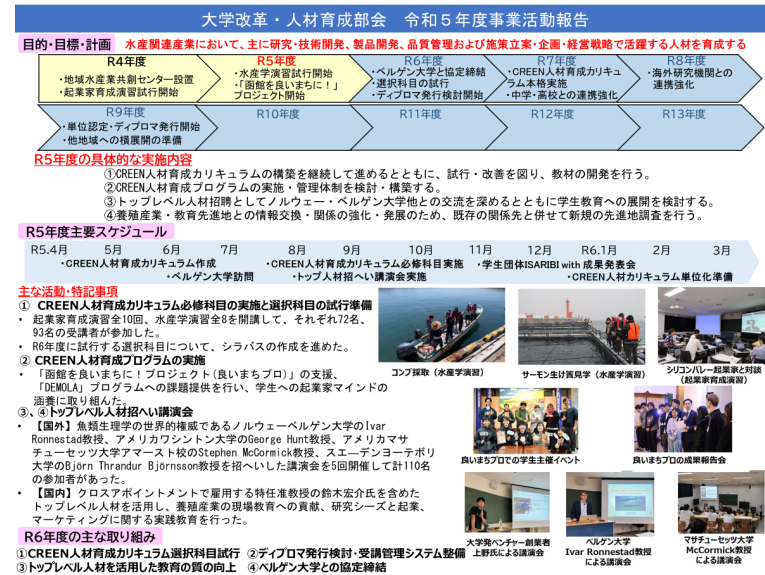 大学改革・人材育成部会　令和５年度事業活動報告
目的・目標・計画
水産関連産業において、主に研究・技術開発、製品開発、品質管理および施策立案・企画・経営戦略で活躍する人材を育成する
R4年度
・地域水産業共創センター設置
・起業家育成演習試行開始
R5年度
・水産学演習試行開始
・「函館を良いまちに！」
プロジェクト開始
R6年度
・ベルゲン大学と協定締結
・選択科目の試行
・ディプロマ発行検討開始
R7年度
・CREEN人材育成カリキュ
ラム本格実施
・中学・高校との連携強化
R8年度
・海外研究機関との
連携強化
R9年度
・単位認定・ディプロマ発行開始
・他地域への横展開の準備
R10年度
R11年度
R12年度
R13年度
R5年度の具体的な実施内容
①CREEN人材育成カリキュラムの構築を継続して進めるとともに、試行・改善を図り、教材の開発を行う。
②CREEN人材育成プログラムの実施・管理体制を検討・構築する。
③トップレベル人材招聘としてノルウェー・ベルゲン大学他との交流を深めるとともに学生教育への展開を検討する。
④養殖産業・教育先進地との情報交換・関係の強化・発展のため、既存の関係先と併せて新規の先進地調査を行う。
R5年度主要スケジュール
R5.4月　5月　6月　7月　8月　9月　10月　11月　12月　R6.1月　2月　3月
・CREEN人材育成カリキュラム作成
・CREEN人材育成カリキュラム必修科目実施
・学生団体ISARIBI with 成果発表会
・ベルゲン大学訪問
・トップ人材招へい講演会実施
・CREEN人材カリキュラム単位化準備
主な活動・特記事項
① CREEN人材育成カリキュラム必修科目の実施と選択科目の試行準備
• 起業家育成演習全10回、水産学演習全8を開講して、それぞれ72名、
93名の受講者が参加した。
• R6年度に試行する選択科目について、シラバスの作成を進めた。
② CREEN人材育成プログラムの実施
• 「函館を良いまちに！プロジェクト(良いまちプロ)」の支援、
「DEMOLA」プログラムへの課題提供を行い、学生への起業家マインドの
涵養に取り組んた。
③、④トップレベル人材招へい講演会
• 【国外】魚類生理学の世界的権威であるノルウェーベルゲン大学のIvar
Ronnestad教授、アメリカワシントン大学のGeorge Hunt教授、アメリカマサ
チューセッツ大学アマースト校のStephen McCormick教授、スエーデンヨーテボリ
大学のBjörn Thrandur Björnsson教授を招へいした講演会を5回開催して計110名
の参加者があった。
• 【国内】クロスアポイントメントで雇用する特任准教授の鈴木宏介氏を含めた
トップレベル人材を活用し、養殖産業の現場教育への貢献、研究シーズと起業、
マーケティングに関する実践教育を行った。
コンブ採取（水産学演習）
サーモン生け簀見学（水産学演習）
シリコンバレー起業家と対談
（起業家育成演習）
良いまちプロでの学生主催イベント
良いまちプロの成果報告会
大学発ベンチャー創業者
上野氏による講演会
ベルゲン大学
Ivar Ronnestad教授
による講演会
マサチューセッツ大学
McCormick教授
による講演会
R6年度の主な取り組み
①CREEN人材育成カリキュラム選択科目試行　②ディプロマ発行検討・受講管理システム整備
③トップレベル人材を活用した教育の質の向上　④ベルゲン大学との協定締結